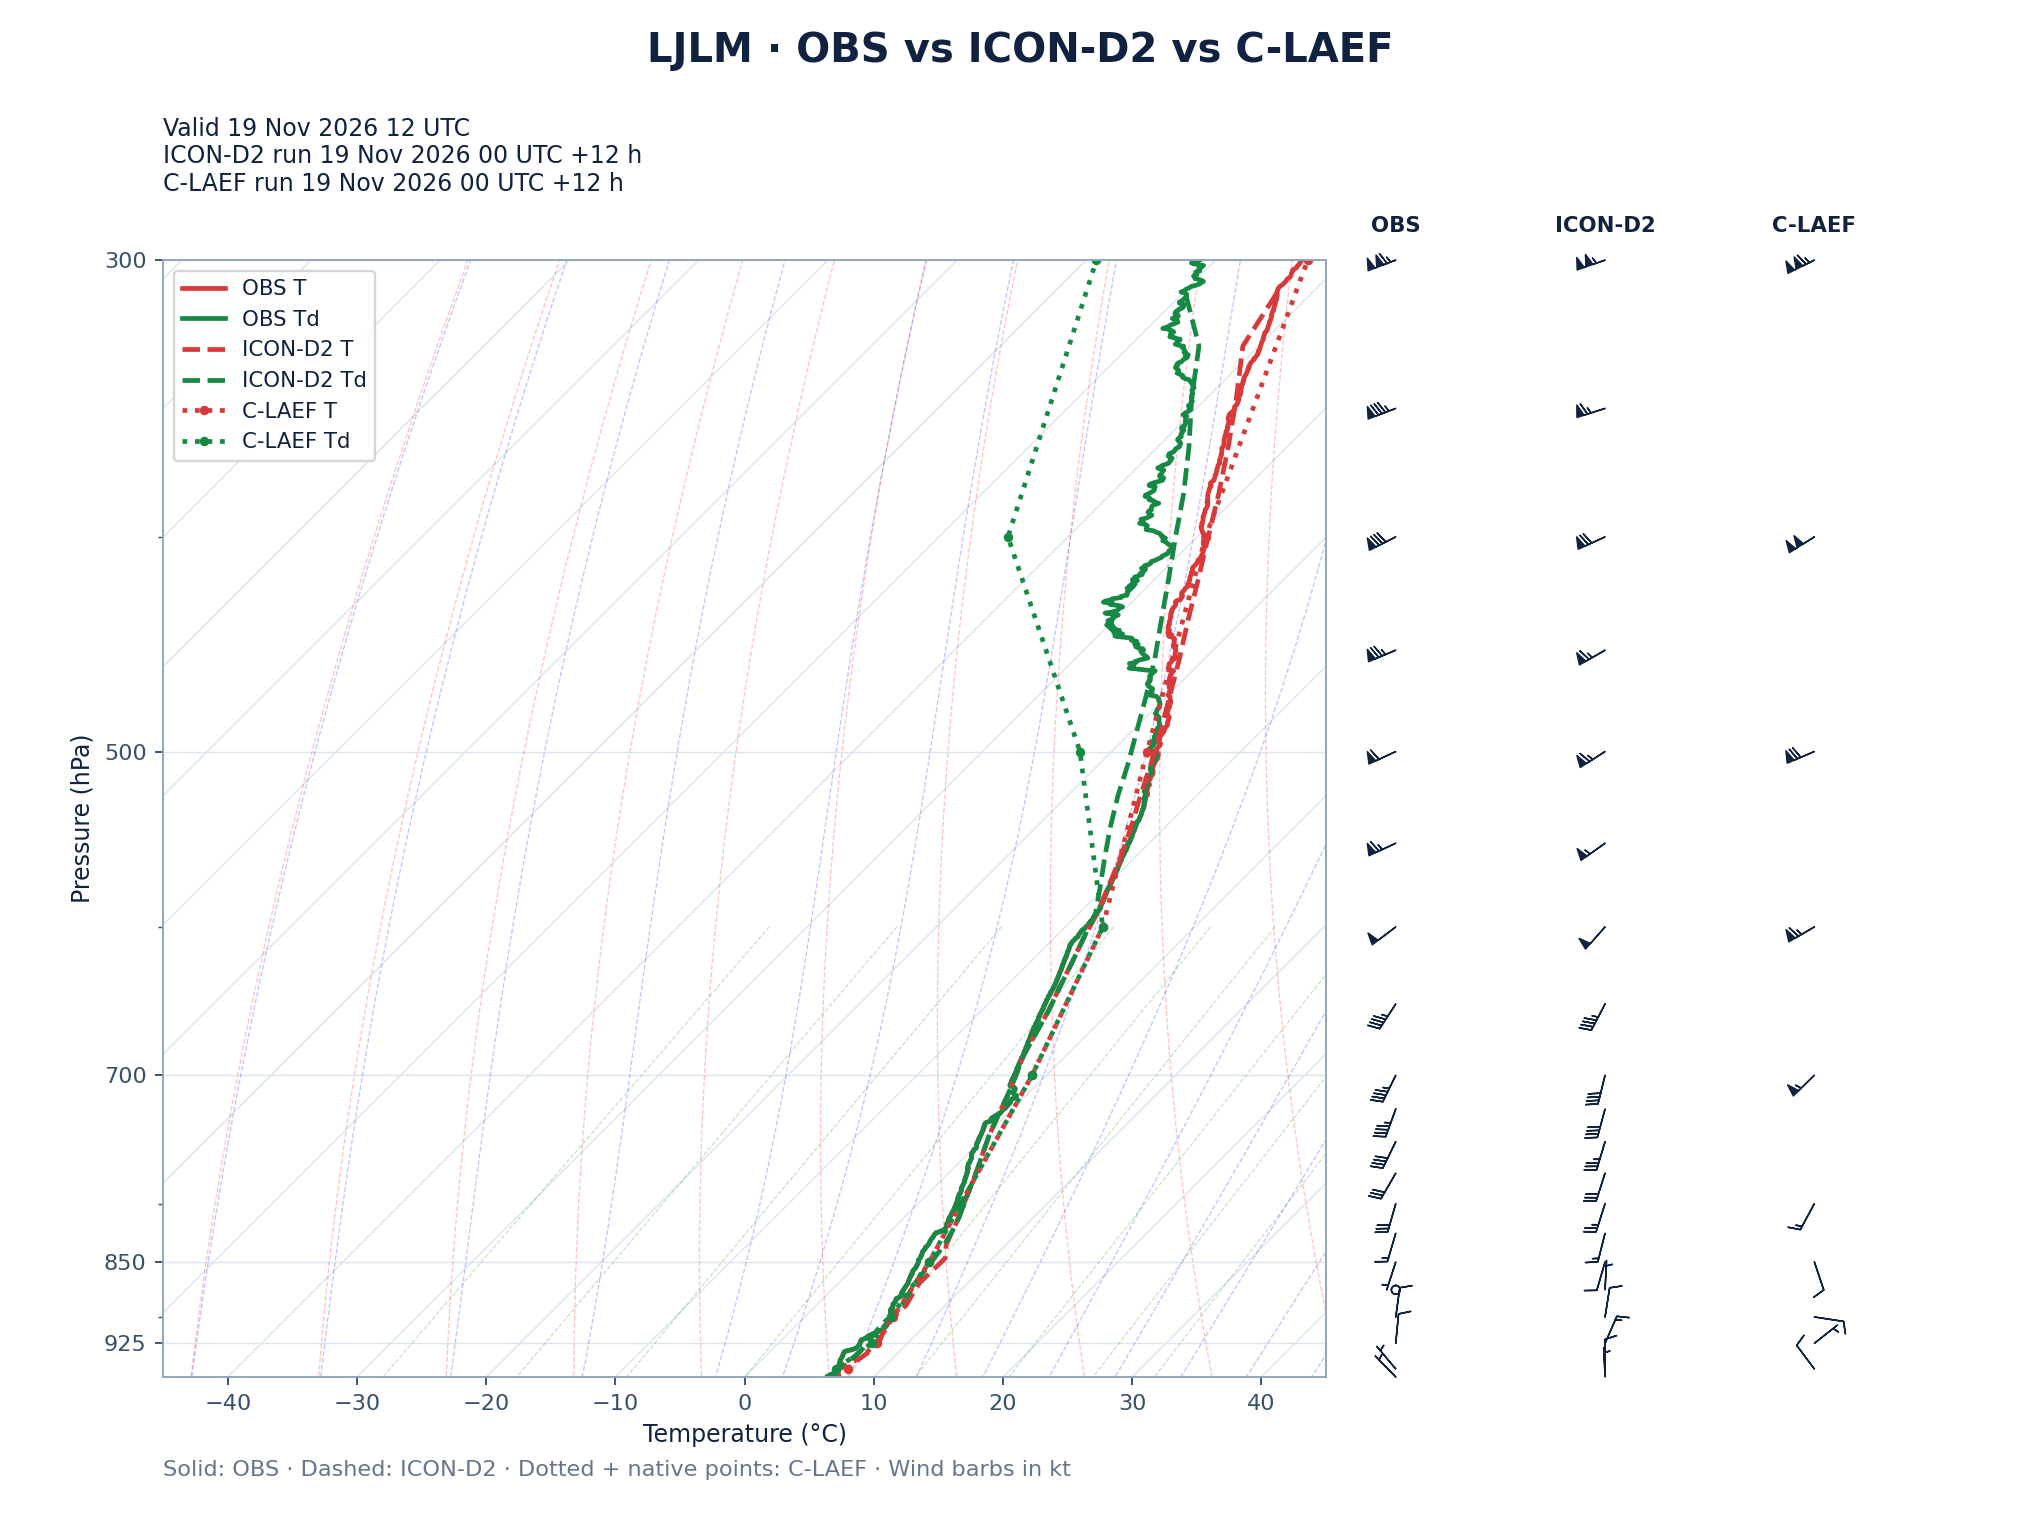 LJLM · OBS vs ICON-D2 vs C-LAEF
Valid 19 Nov 2026 12 UTC
ICON-D2 run 19 Nov 2026 00 UTC +12 h
C-LAEF run 19 Nov 2026 00 UTC +12 h
OBS ICON-D2 C-LAEF
OBS T
OBS Td
ICON-D2 T
ICON-D2 Td
C-LAEF T
C-LAEF Td
300
500
700
850
925
Pressure (hPa)
−40 −30 −20 −10 0 10 20 30 40
Temperature (°C)
Solid: OBS · Dashed: ICON-D2 · Dotted + native points: C-LAEF · Wind barbs in kt